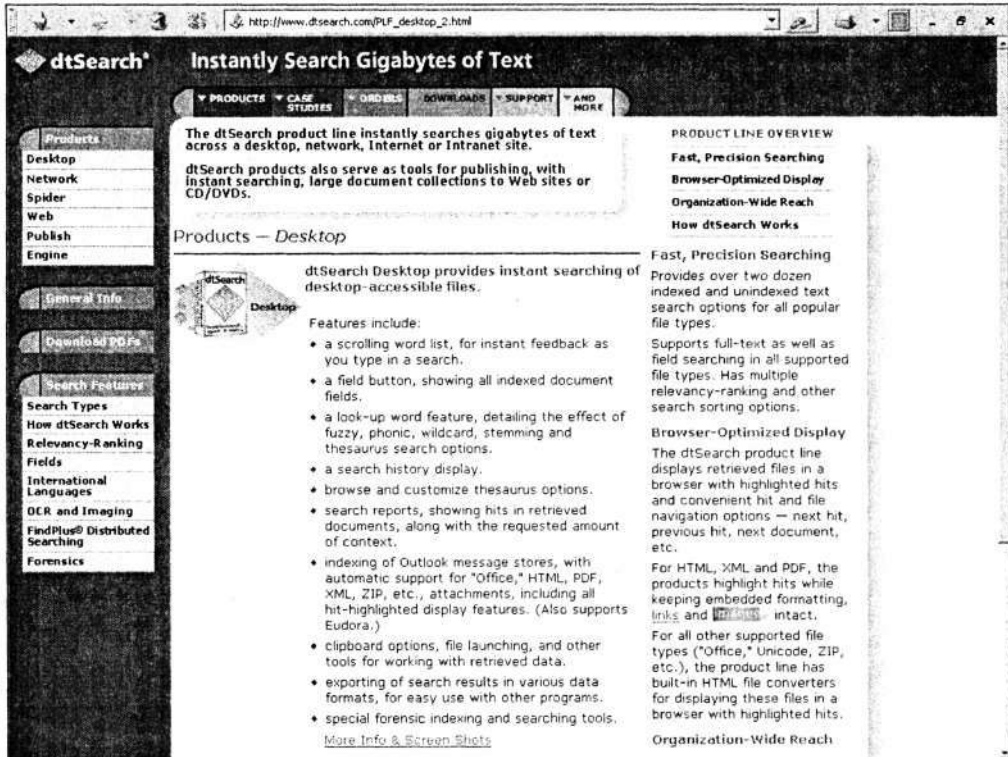 http://www.dtsearch.com/PLF_desktop_2.html
dtSearch®
Instantly Search Gigabytes of Text
PRODUCTS
CASE STUDIES
ORDERS
DOWNLOADS
SUPPORT
AND MORE
Products
Desktop
Network
Spider
Web
Publish
Engine
General Info
Download PDFs
Search Features
Search Types
How dtSearch Works
Relevancy-Ranking
Fields
International
Languages
OCR and Imaging
FindPlus® Distributed
Searching
Forensics
The dtSearch product line instantly searches gigabytes of text
across a desktop, network, Internet or Intranet site.
dtSearch products also serve as tools for publishing, with
instant searching, large document collections to Web sites or
CD/DVDs.
Products — Desktop
dtSearch
Desktop
dtSearch Desktop provides instant searching of
desktop-accessible files.
Features include:
• a scrolling word list, for instant feedback as
you type in a search.
• a field button, showing all indexed document
fields.
• a look-up word feature, detailing the effect of
fuzzy, phonic, wildcard, stemming and
thesaurus search options.
• a search history display.
• browse and customize thesaurus options.
• search reports, showing hits in retrieved
documents, along with the requested amount
of context.
• indexing of Outlook message stores, with
automatic support for "Office," HTML, PDF,
XML, ZIP, etc., attachments, including all
hit-highlighted display features. (Also supports
Eudora.)
• clipboard options, file launching, and other
tools for working with retrieved data.
• exporting of search results in various data
formats, for easy use with other programs.
• special forensic indexing and searching tools.
More Info & Screen Shots
PRODUCT LINE OVERVIEW
Fast, Precision Searching
Browser-Optimized Display
Organization-Wide Reach
How dtSearch Works
Fast, Precision Searching
Provides over two dozen
indexed and unindexed text
search options for all popular
file types.
Supports full-text as well as
field searching in all supported
file types. Has multiple
relevancy-ranking and other
search sorting options.
Browser-Optimized Display
The dtSearch product line
displays retrieved files in a
browser with highlighted hits
and convenient hit and file
navigation options — next hit,
previous hit, next document,
etc.
For HTML, XML and PDF, the
products highlight hits while
keeping embedded formatting,
links and intact.
For all other supported file
types ("Office," Unicode, ZIP,
etc.), the product line has
built-in HTML file converters
for displaying these files in a
browser with highlighted hits.
Organization-Wide Reach